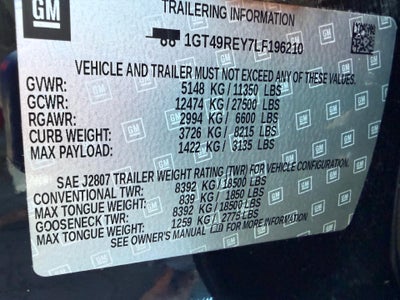 GM
TRAILERING INFORMATION
1GT49REY7LF196210
VEHICLE AND TRAILER MUST NOT EXCEED ANY OF THESE VALUES.
GVWR: 5148 KG/11350 LBS
GCWR: 12474 KG/27500 LBS
RGAWR: 2994 KG/ 6600 LBS
CURB WEIGHT: 3726 KG/ 8215 LBS
MAX PAYLOAD: 1422 KG/ 3135 LBS
SAE J2807 TRAILER WEIGHT RATING (TWR) FOR VEHICLE CONFIGURATION.
CONVENTIONAL TWR: 8392 KG/18500 LBS
MAX TONGUE WEIGHT: 839 KG/ 1850 LBS
GOOSENECK TWR: 8392 KG/18500 LBS
MAX TONGUE WEIGHT: 1259 KG/ 2775 LBS
SEE OWNER'S MANUAL FOR MORE INFORMATION